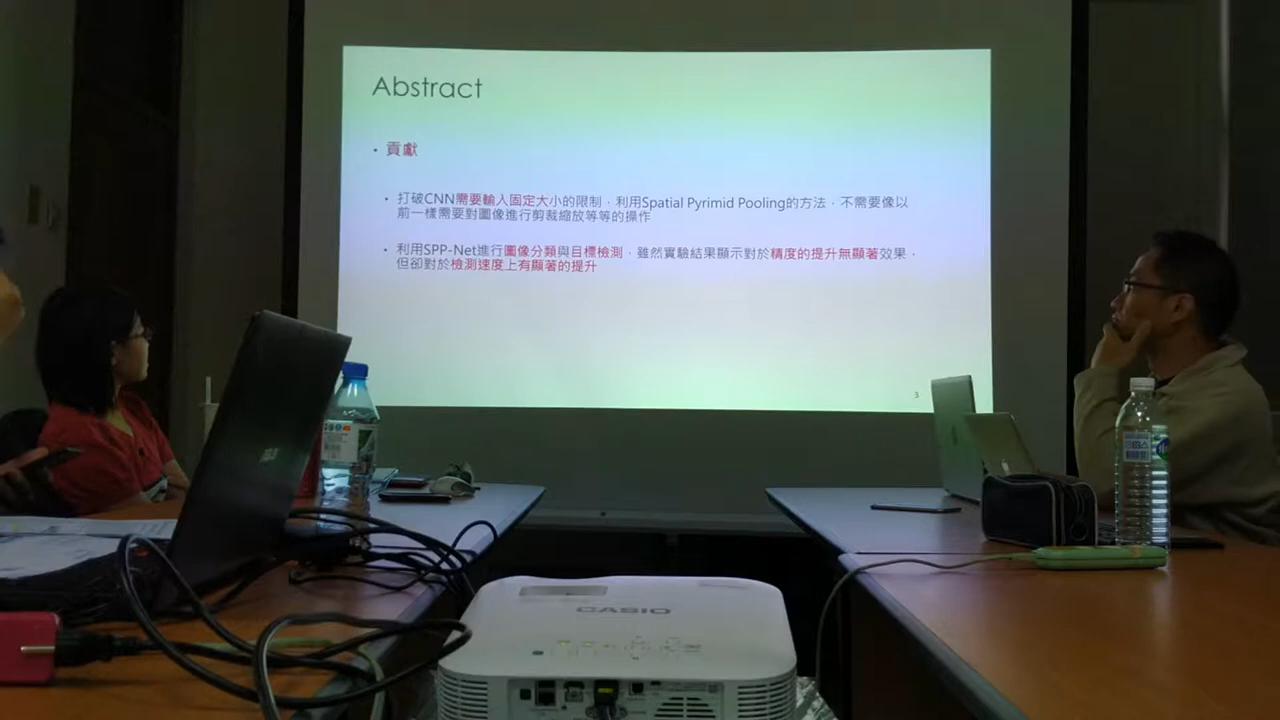 Abstract
• 貢獻
• 打破CNN需要輸入固定大小的限制，利用Spatial Pyrimid Pooling的方法，不需要像以
前一樣需要對圖像進行剪裁縮放等等的操作
• 利用SPP-Net進行圖像分類與目標檢測，雖然實驗結果顯示對於精度的提升無顯著效果，
但卻對於檢測速度上有顯著的提升
3
CASIO